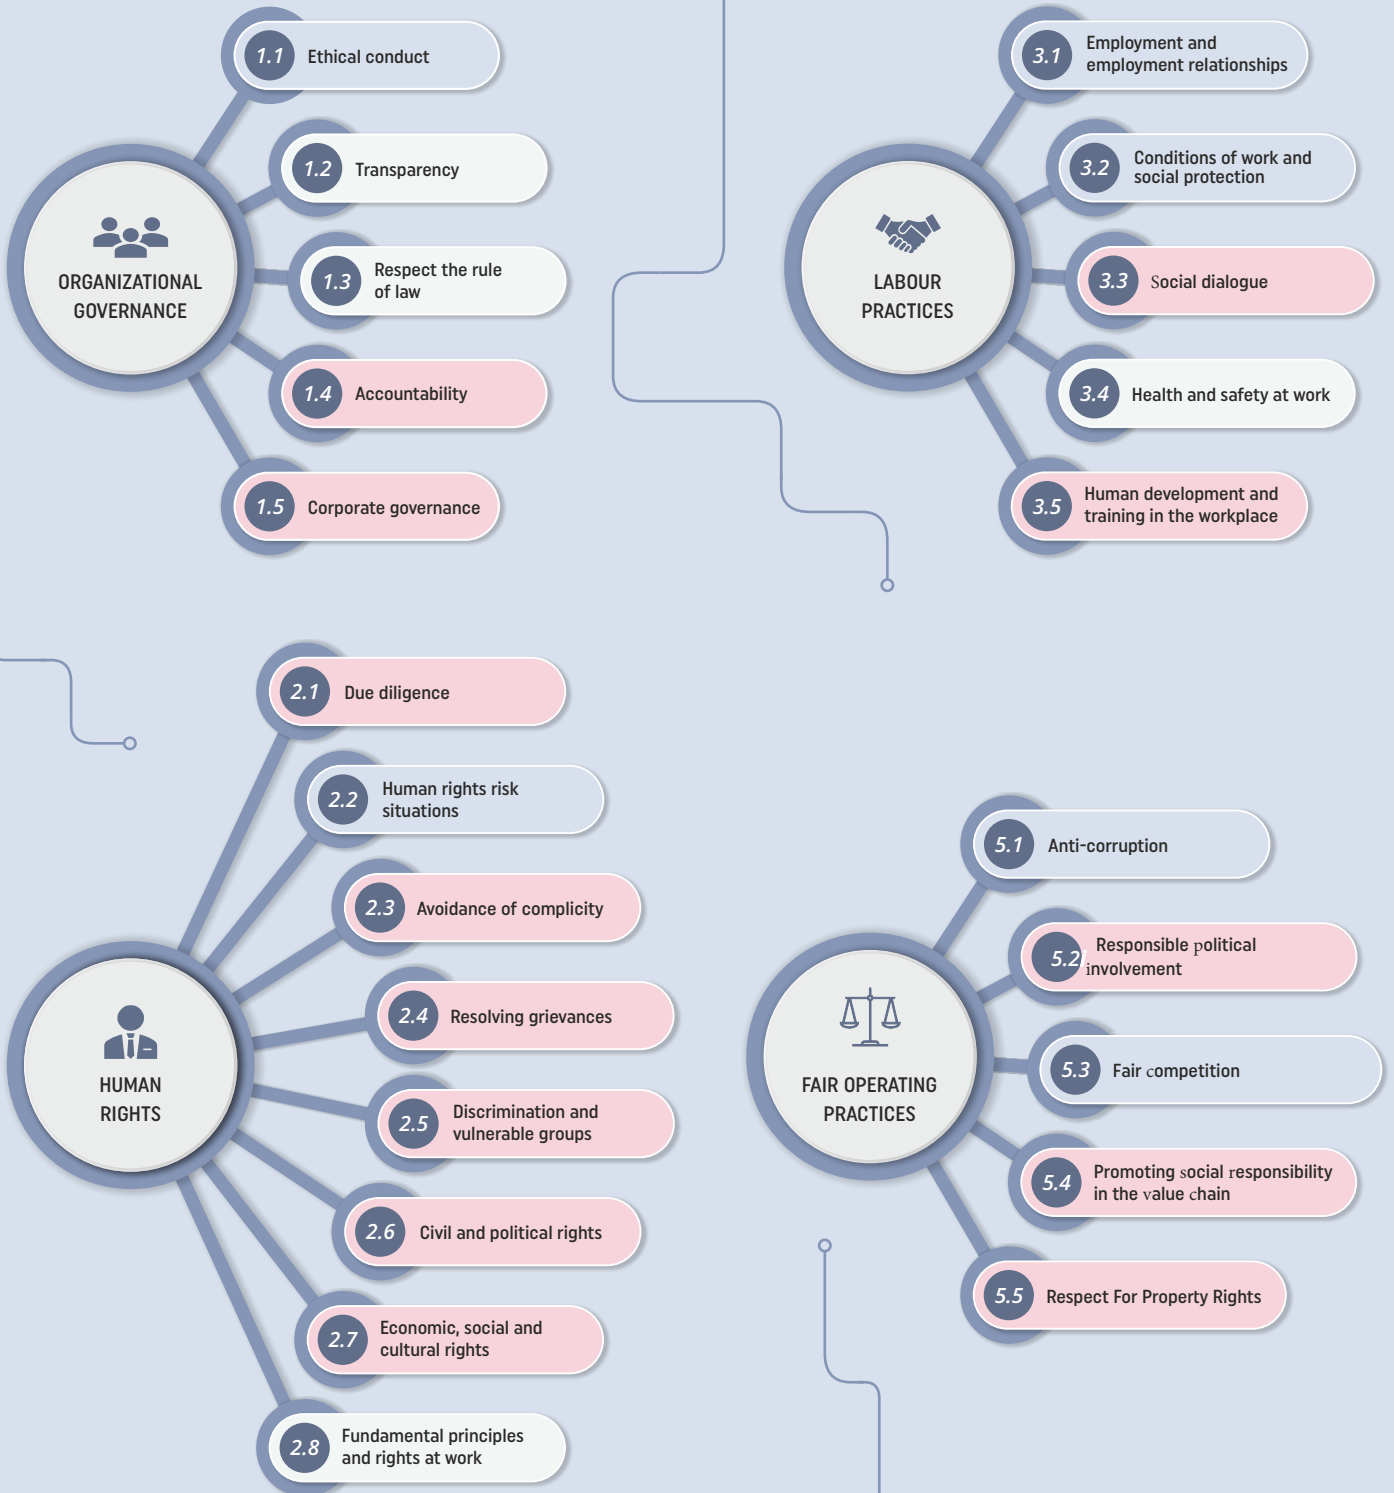 ORGANIZATIONAL
GOVERNANCE
1.1 Ethical conduct
1.2 Transparency
1.3 Respect the rule
of law
1.4 Accountability
1.5 Corporate governance
LABOUR
PRACTICES
3.1 Employment and
employment relationships
3.2 Conditions of work and
social protection
3.3 Social dialogue
3.4 Health and safety at work
3.5 Human development and
training in the workplace
HUMAN
RIGHTS
2.1 Due diligence
2.2 Human rights risk
situations
2.3 Avoidance of complicity
2.4 Resolving grievances
2.5 Discrimination and
vulnerable groups
2.6 Civil and political rights
2.7 Economic, social and
cultural rights
2.8 Fundamental principles
and rights at work
FAIR OPERATING
PRACTICES
5.1 Anti-corruption
5.2 Responsible political
involvement
5.3 Fair competition
5.4 Promoting social responsibility
in the value chain
5.5 Respect For Property Rights